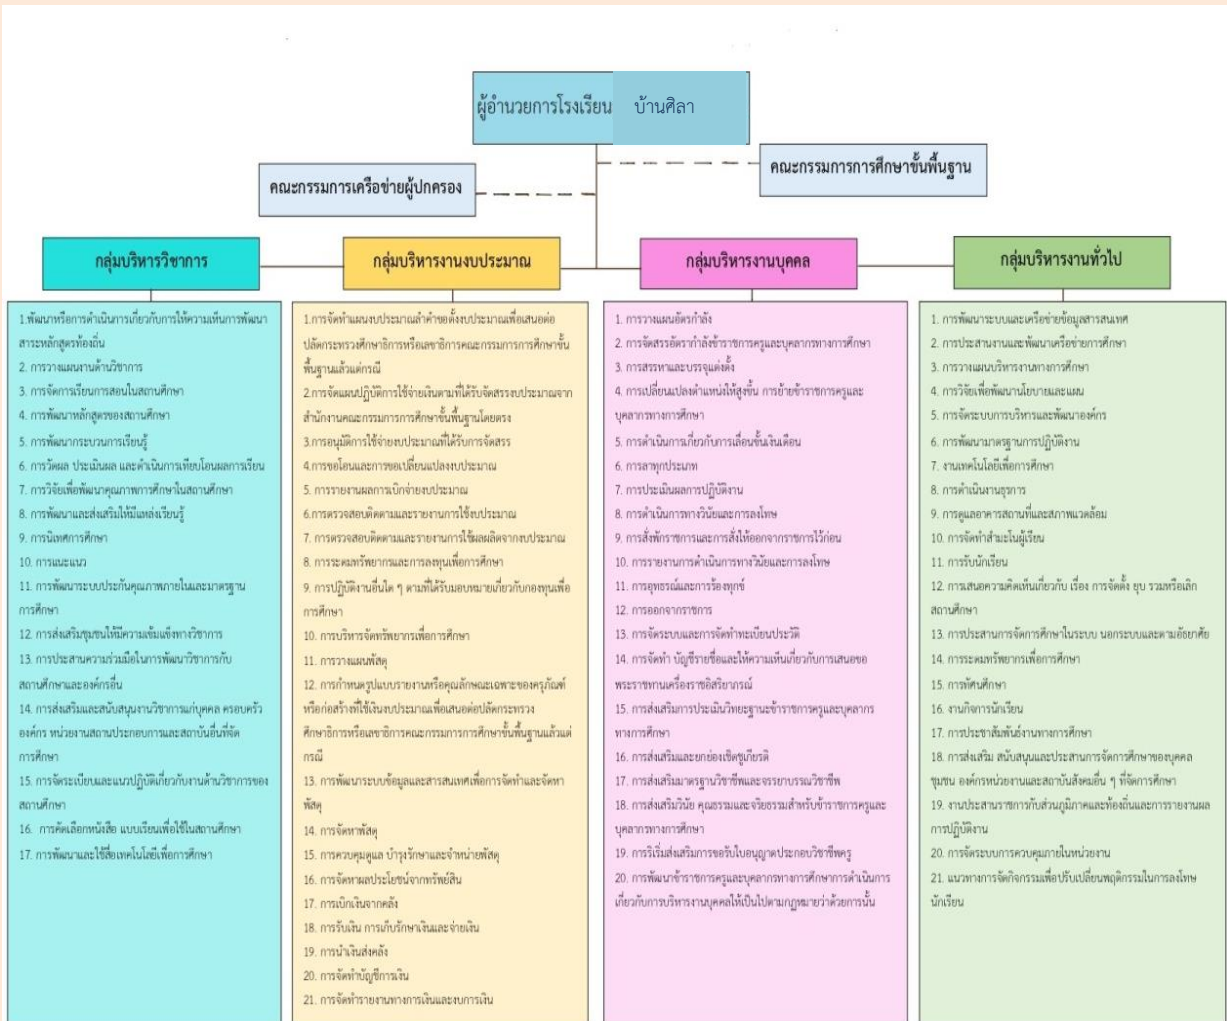 ผู้อำนวยการโรงเรียน บ้านศิลา
คณะกรรมการการศึกษาขั้นพื้นฐาน
คณะกรรมการเครือข่ายผู้ปกครอง
กลุ่มบริหารวิชาการ
1.พัฒนาหรือการดำเนินการเกี่ยวกับการให้ความเห็นการพัฒนา
สาระหลักสูตรท้องถิ่น
2. การวางแผนงานด้านวิชาการ
3. การจัดการเรียนการสอนในสถานศึกษา
4. การพัฒนาหลักสูตรของสถานศึกษา
5. การพัฒนากระบวนการเรียนรู้
6. การวัดผล ประเมินผล และดำเนินการเทียบโอนผลการเรียน
7. การวิจัยเพื่อพัฒนาคุณภาพการศึกษาในสถานศึกษา
8. การพัฒนาและส่งเสริมให้มีแหล่งเรียนรู้
9. การนิเทศการศึกษา
10. การแนะแนว
11. การพัฒนาระบบประกันคุณภาพภายในและมาตรฐาน
การศึกษา
12. การส่งเสริมชุมชนให้มีความเข้มแข็งทางวิชาการ
13. การประสานความร่วมมือในการพัฒนาวิชาการกับ
สถานศึกษาและองค์กรอื่น
14. การส่งเสริมและสนับสนุนงานวิชาการแก่บุคคล ครอบครัว
องค์กร หน่วยงานสถานประกอบการและสถาบันอื่นที่จัด
การศึกษา
15. การจัดระเบียบและแนวปฏิบัติเกี่ยวกับงานด้านวิชาการของ
สถานศึกษา
16. การคัดเลือกหนังสือ แบบเรียนเพื่อใช้ในสถานศึกษา
17. การพัฒนาและใช้สื่อเทคโนโลยีเพื่อการศึกษา
กลุ่มบริหารงานงบประมาณ
1.การจัดทำแผนงบประมาณลำคำขอตั้งงบประมาณเพื่อเสนอต่อ
ปลัดกระทรวงศึกษาธิการหรือเลขาธิการคณะกรรมการการศึกษาขั้น
พื้นฐานแล้วแต่กรณี
2.การจัดแผนปฏิบัติการใช้จ่ายเงินตามที่ได้รับจัดสรรงบประมาณจาก
สำนักงานคณะกรรมการการศึกษาขั้นพื้นฐานโดยตรง
3.การอนุมัติการใช้จ่ายงบประมาณที่ได้รับการจัดสรร
4.การขอโอนและการขอเปลี่ยนแปลงงบประมาณ
5. การรายงานผลการเบิกจ่ายงบประมาณ
6.การตรวจสอบติดตามและรายงานการใช้งบประมาณ
7. การตรวจสอบติดตามและรายงานการใช้ผลผลิตจากงบประมาณ
8. การระดมทรัพยากรและการลงทุนเพื่อการศึกษา
9. การปฏิบัติงานอื่นใด ๆ ตามที่ได้รับมอบหมายเกี่ยวกับกองทุนเพื่อ
การศึกษา
10. การบริหารจัดทรัพยากรเพื่อการศึกษา
11. การวางแผนพัสดุ
12. การกำหนดรูปแบบรายงานหรือคุณลักษณะเฉพาะของครุภัณฑ์
หรือก่อสร้างที่ใช้เงินงบประมาณเพื่อเสนอต่อปลัดกระทรวง
ศึกษาธิการหรือเลขาธิการคณะกรรมการการศึกษาขั้นพื้นฐานแล้วแต่
กรณี
13. การพัฒนาระบบข้อมูลและสารสนเทศเพื่อการจัดทำและจัดหา
พัสดุ
14. การจัดหาพัสดุ
15. การควบคุมดูแล บำรุงรักษาและจำหน่ายพัสดุ
16. การจัดหาผลประโยชน์จากทรัพย์สิน
17. การเบิกเงินจากคลัง
18. การรับเงิน การเก็บรักษาเงินและจ่ายเงิน
19. การนำเงินส่งคลัง
20. การจัดทำบัญชีการเงิน
21. การจัดทำรายงานทางการเงินและงบการเงิน
กลุ่มบริหารงานบุคคล
1. การวางแผนอัตรกำลัง
2. การจัดสรรอัตรากำลังข้าราชการครูและบุคลากรทางการศึกษา
3. การสรรหาและบรรจุแต่งตั้ง
4. การเปลี่ยนแปลงตำแหน่งให้สูงขึ้น การย้ายข้าราชการครูและ
บุคลากรทางการศึกษา
5. การดำเนินการเกี่ยวกับการเลื่อนขั้นเงินเดือน
6. การลาทุกประเภท
7. การประเมินผลการปฏิบัติงาน
8. การดำเนินการทางวินัยและการลงโทษ
9. การสั่งพักราชการและการสั่งให้ออกจากราชการไว้ก่อน
10. การรายงานการดำเนินการทางวินัยและการลงโทษ
11. การอุทธรณ์และการร้องทุกข์
12. การออกจากราชการ
13. การจัดระบบและการจัดทำทะเบียนประวัติ
14. การจัดทำ บัญชีรายชื่อและให้ความเห็นเกี่ยวกับการเสนอขอ
พระราชทานเครื่องราชอิสริยาภรณ์
15. การส่งเสริมการประเมินวิทยะฐานะข้าราชการครูและบุคลากร
ทางการศึกษา
16. การส่งเสริมและยกย่องเชิดชูเกียรติ
17. การส่งเสริมมาตรฐานวิชาชีพและจรรยาบรรณวิชาชีพ
18. การส่งเสริมวินัย คุณธรรมและจริยธรรมสำหรับข้าราชการครูและ
บุคลากรทางการศึกษา
19. การริเริ่มส่งเสริมการขอรับใบอนุญาตประกอบวิชาชีพครู
20. การพัฒนาข้าราชการครูและบุคลากรทางการศึกษาการดำเนินการ
เกี่ยวกับการบริหารงานบุคคลให้เป็นไปตามกฎหมายว่าด้วยการนั้น
กลุ่มบริหารงานทั่วไป
1. การพัฒนาระบบและเครือข่ายข้อมูลสารสนเทศ
2. การประสานงานและพัฒนาเครือข่ายการศึกษา
3. การวางแผนบริหารงานทางการศึกษา
4. การวิจัยเพื่อพัฒนานโยบายและแผน
5. การจัดระบบการบริหารและพัฒนาองค์กร
6. การพัฒนามาตรฐานการปฏิบัติงาน
7. งานเทคโนโลยีเพื่อการศึกษา
8. การดำเนินงานธุรการ
9. การดูแลอาคารสถานที่และสภาพแวดล้อม
10. การจัดทำสำมะโนผู้เรียน
11. การรับนักเรียน
12. การเสนอความคิดเห็นเกี่ยวกับ เรื่อง การจัดตั้ง ยุบ รวมหรือเลิก
สถานศึกษา
13. การประสานการจัดการศึกษาในระบบ นอกระบบและตามอัธยาศัย
14. การระดมทรัพยากรเพื่อการศึกษา
15. การทัศนศึกษา
16. งานกิจการนักเรียน
17. การประชาสัมพันธ์งานทางการศึกษา
18. การส่งเสริม สนับสนุนและประสานการจัดการศึกษาของบุคคล
ชุมชน องค์กรหน่วยงานและสถาบันสังคมอื่น ๆ ที่จัดการศึกษา
19. งานประสานราชการกับส่วนภูมิภาคและท้องถิ่นและการรายงานผล
การปฏิบัติงาน
20. การจัดระบบการควบคุมภายในหน่วยงาน
21. แนวทางการจัดกิจกรรมเพื่อปรับเปลี่ยนพฤติกรรมในการลงโทษ
นักเรียน